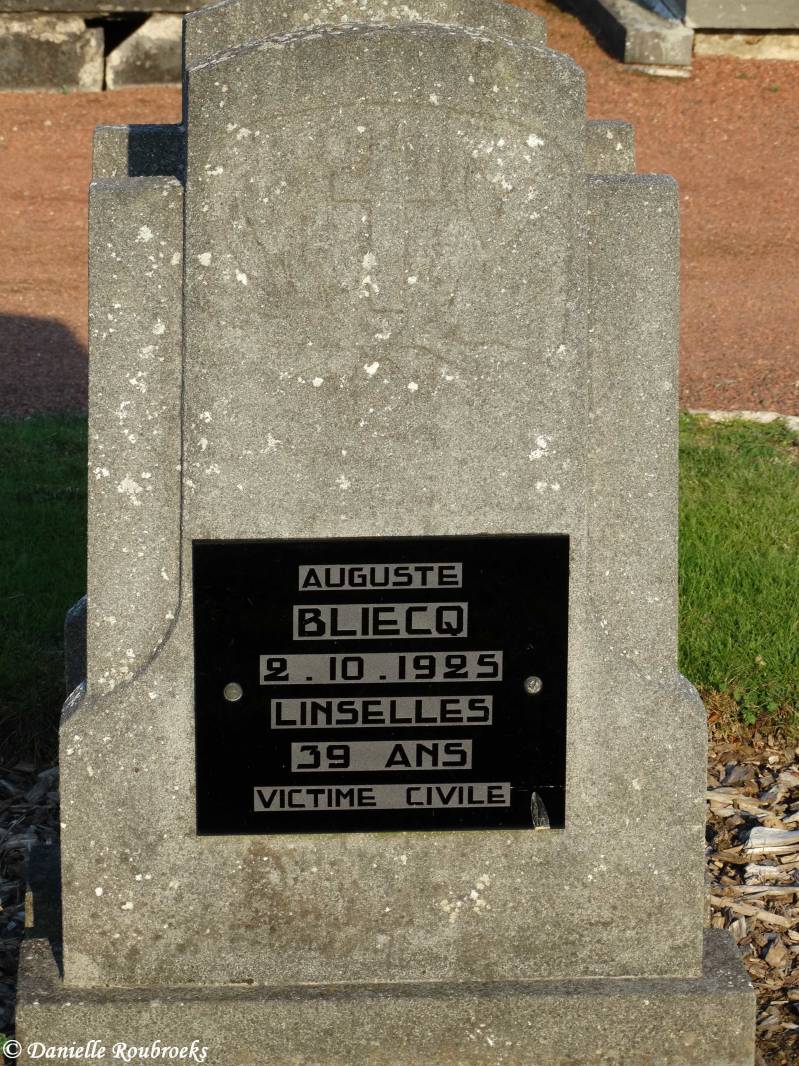 AUGUSTE
BLIECQ
2.10.1925
LINSELLES
39 ANS
VICTIME CIVILE
© Danielle Roubroeks